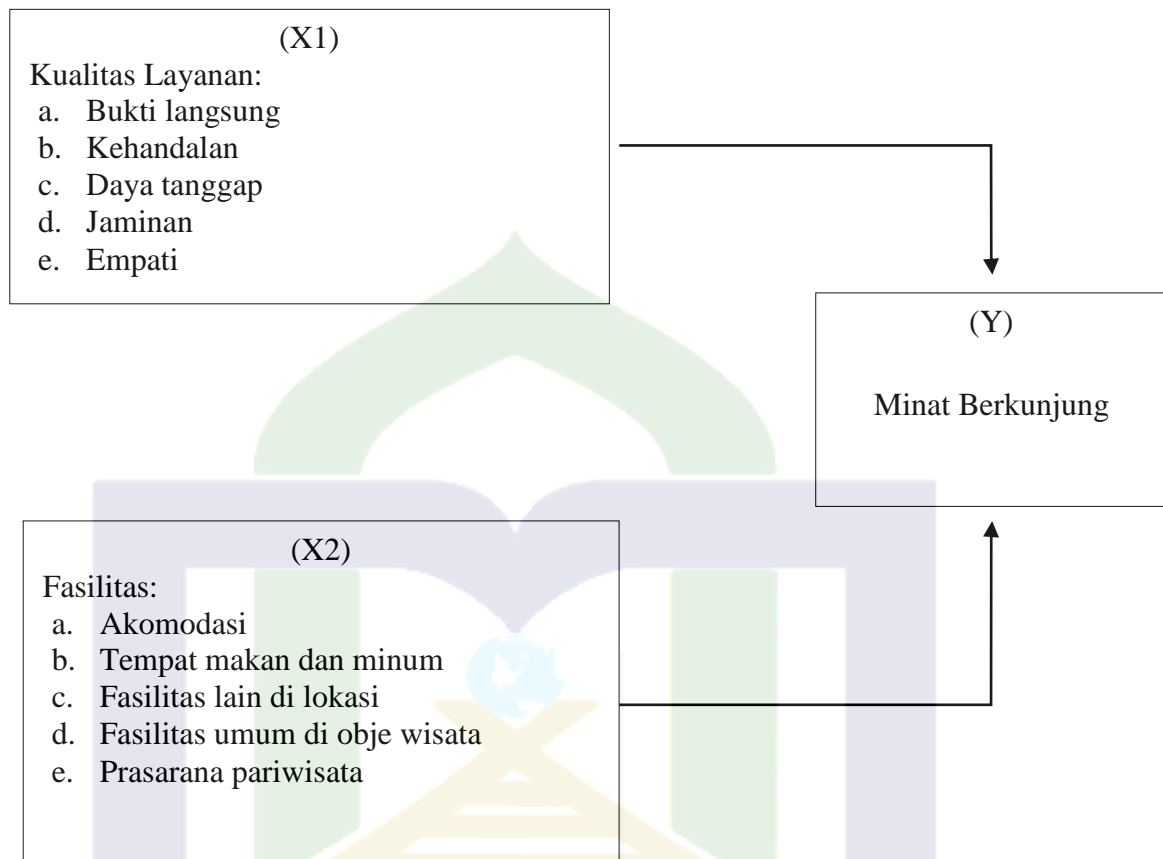 (X1)
Kualitas Layanan:
a. Bukti langsung
b. Kehandalan
c. Daya tanggap
d. Jaminan
e. Empati
(Y)
Minat Berkunjung
(X2)
Fasilitas:
a. Akomodasi
b. Tempat makan dan minum
c. Fasilitas lain di lokasi
d. Fasilitas umum di obje wisata
e. Prasarana pariwisata